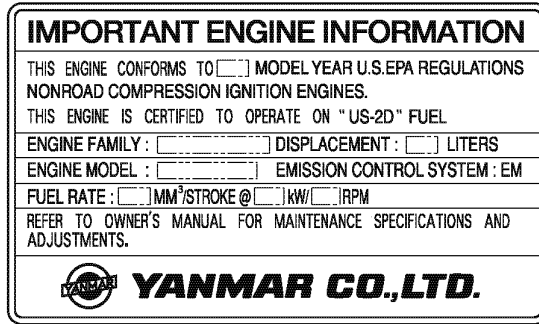 IMPORTANT ENGINE INFORMATION
THIS ENGINE CONFORMS TO [ ] MODEL YEAR U.S.EPA REGULATIONS
NONROAD COMPRESSION IGNITION ENGINES.
THIS ENGINE IS CERTIFIED TO OPERATE ON "US-2D" FUEL
ENGINE FAMILY : [ ] DISPLACEMENT : [ ] LITERS
ENGINE MODEL : [ ] EMISSION CONTROL SYSTEM : EM
FUEL RATE : [ ] MM³/STROKE @ [ ] kW/ [ ] RPM
REFER TO OWNER'S MANUAL FOR MAINTENANCE SPECIFICATIONS AND
ADJUSTMENTS.
YANMAR YANMAR CO.,LTD.